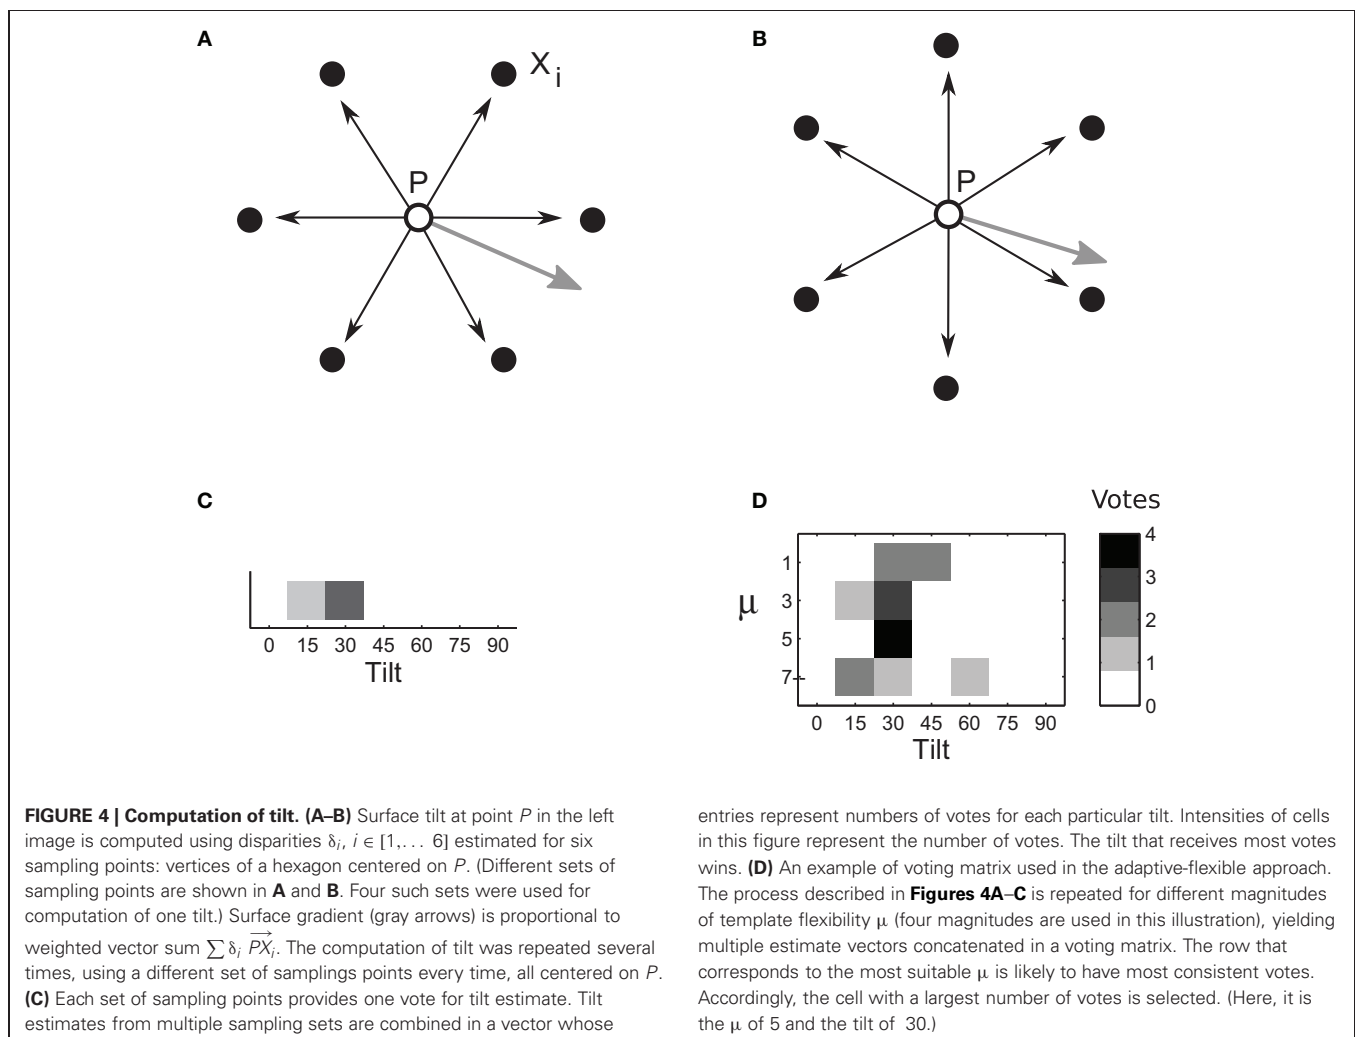 A
X i
P
B
P
C
0 15 30 45 60 75 90
Tilt
D
Votes
μ
1
3
5
7
0 15 30 45 60 75 90
Tilt
4
3
2
1
0
FIGURE 4 | Computation of tilt. (A–B) Surface tilt at point P in the left
image is computed using disparities δi, i ∈ [1,. . . 6] estimated for six
sampling points: vertices of a hexagon centered on P. (Different sets of
sampling points are shown in A and B. Four such sets were used for
computation of one tilt.) Surface gradient (gray arrows) is proportional to
weighted vector sum ∑ δi PXi→. The computation of tilt was repeated several
times, using a different set of samplings points every time, all centered on P.
(C) Each set of sampling points provides one vote for tilt estimate. Tilt
estimates from multiple sampling sets are combined in a vector whose
entries represent numbers of votes for each particular tilt. Intensities of cells
in this figure represent the number of votes. The tilt that receives most votes
wins. (D) An example of voting matrix used in the adaptive-flexible approach.
The process described in Figures 4A–C is repeated for different magnitudes
of template flexibility μ (four magnitudes are used in this illustration), yielding
multiple estimate vectors concatenated in a voting matrix. The row that
corresponds to the most suitable μ is likely to have most consistent votes.
Accordingly, the cell with a largest number of votes is selected. (Here, it is
the μ of 5 and the tilt of 30.)